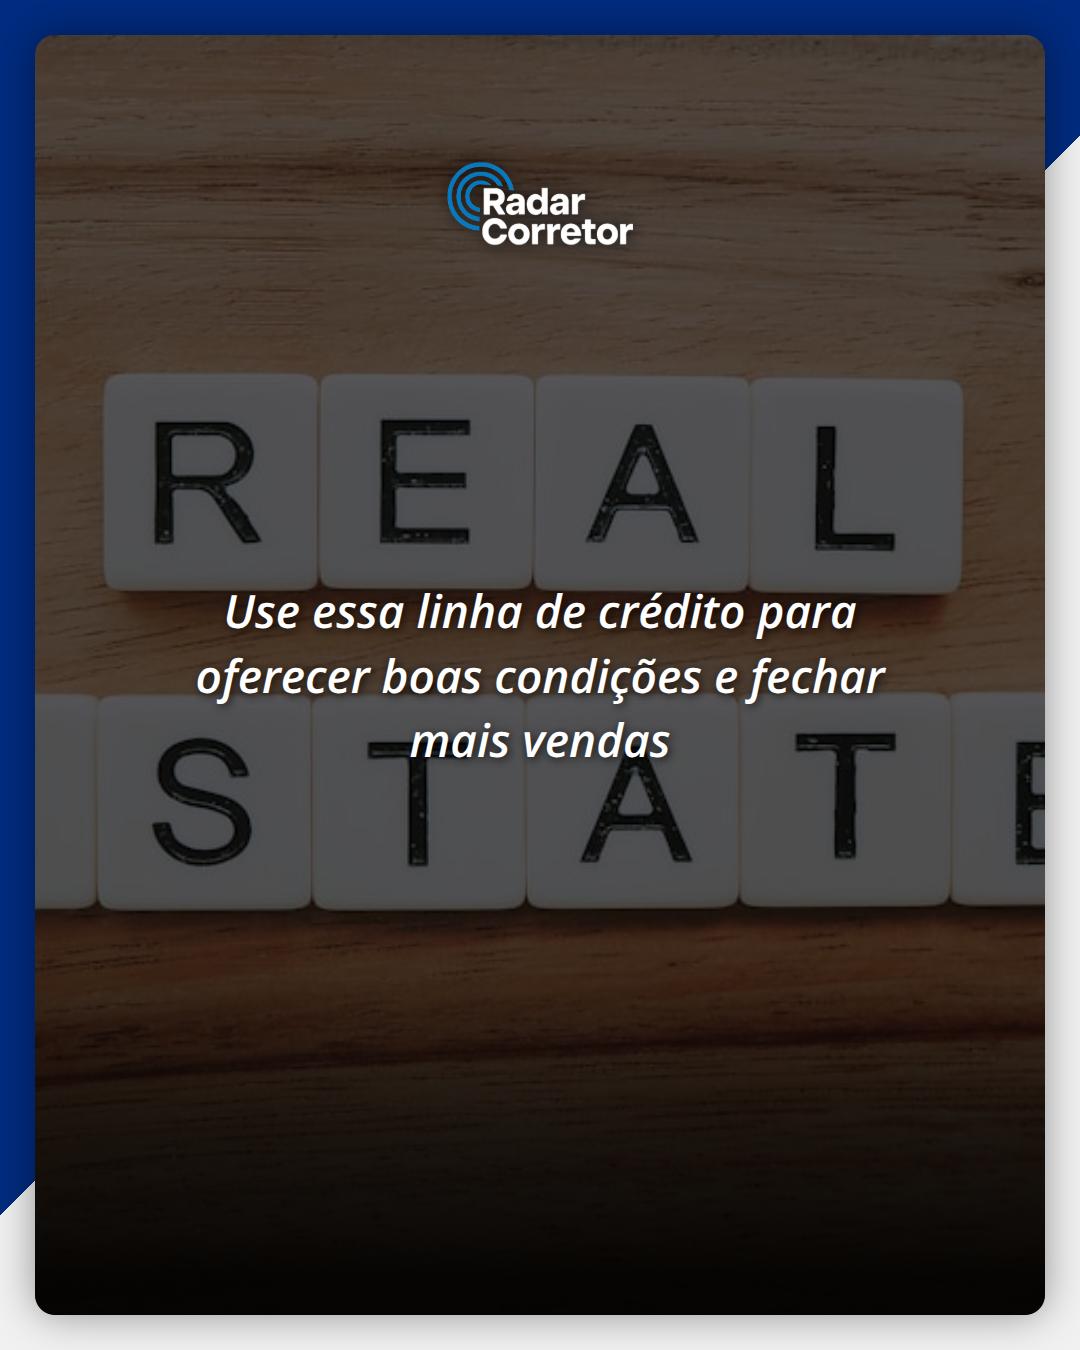 Radar
Corretor
REAL
Use essa linha de crédito para
oferecer boas condições e fechar
mais vendas
STATE